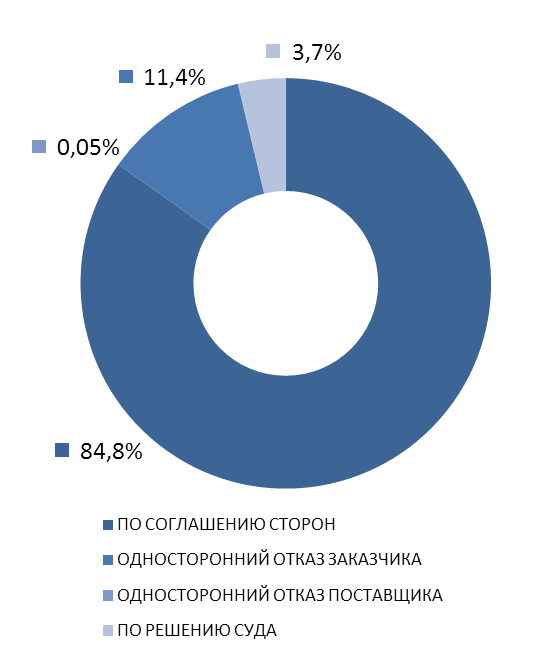 3,7%
11,4%
0,05%
84,8%
ПО СОГЛАШЕНИЮ СТОРОН
ОДНОСТОРОННИЙ ОТКАЗ ЗАКАЗЧИКА
ОДНОСТОРОННИЙ ОТКАЗ ПОСТАВЩИКА
ПО РЕШЕНИЮ СУДА